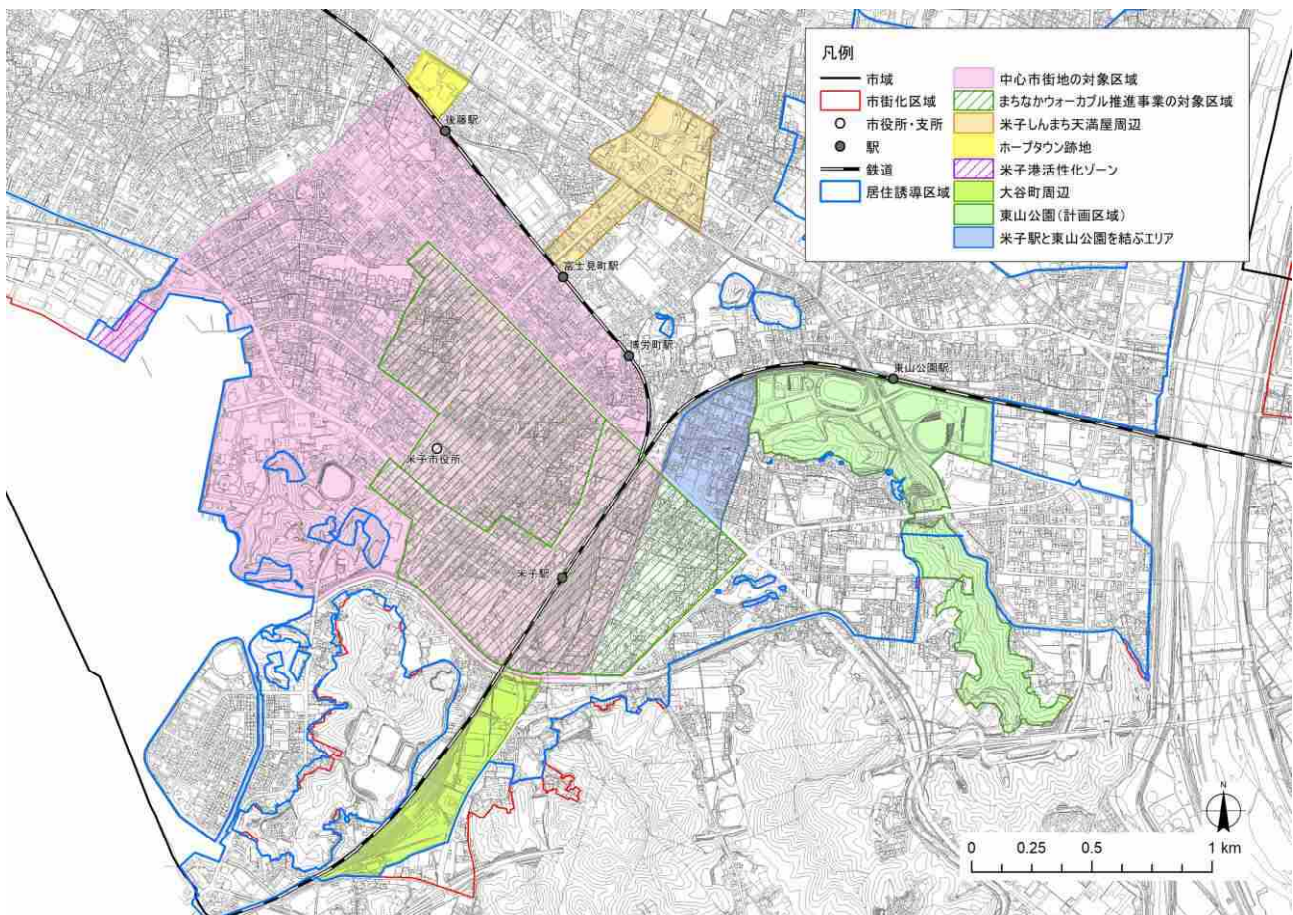 凡例
市域
市街化区域
市役所・支所
駅
鉄道
居住誘導区域
中心市街地の対象区域
まちなかウォーカブル推進事業の対象区域
米子しんまち天満屋周辺
ホープタウン跡地
米子港活性化ゾーン
大谷町周辺
東山公園(計画区域)
米子駅と東山公園を結ぶエリア
後藤駅
富士見町駅
博労町駅
東山公園駅
米子市役所
米子駅
N
0 0.25 0.5 1 km